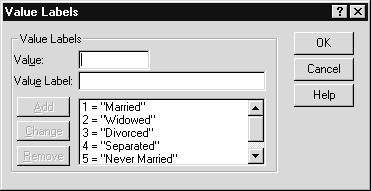 Value Labels
Value Labels
Value:
Value Label:
Add
Change
Remove
1 = "Married"
2 = "Widowed"
3 = "Divorced"
4 = "Separated"
5 = "Never Married"
OK
Cancel
Help